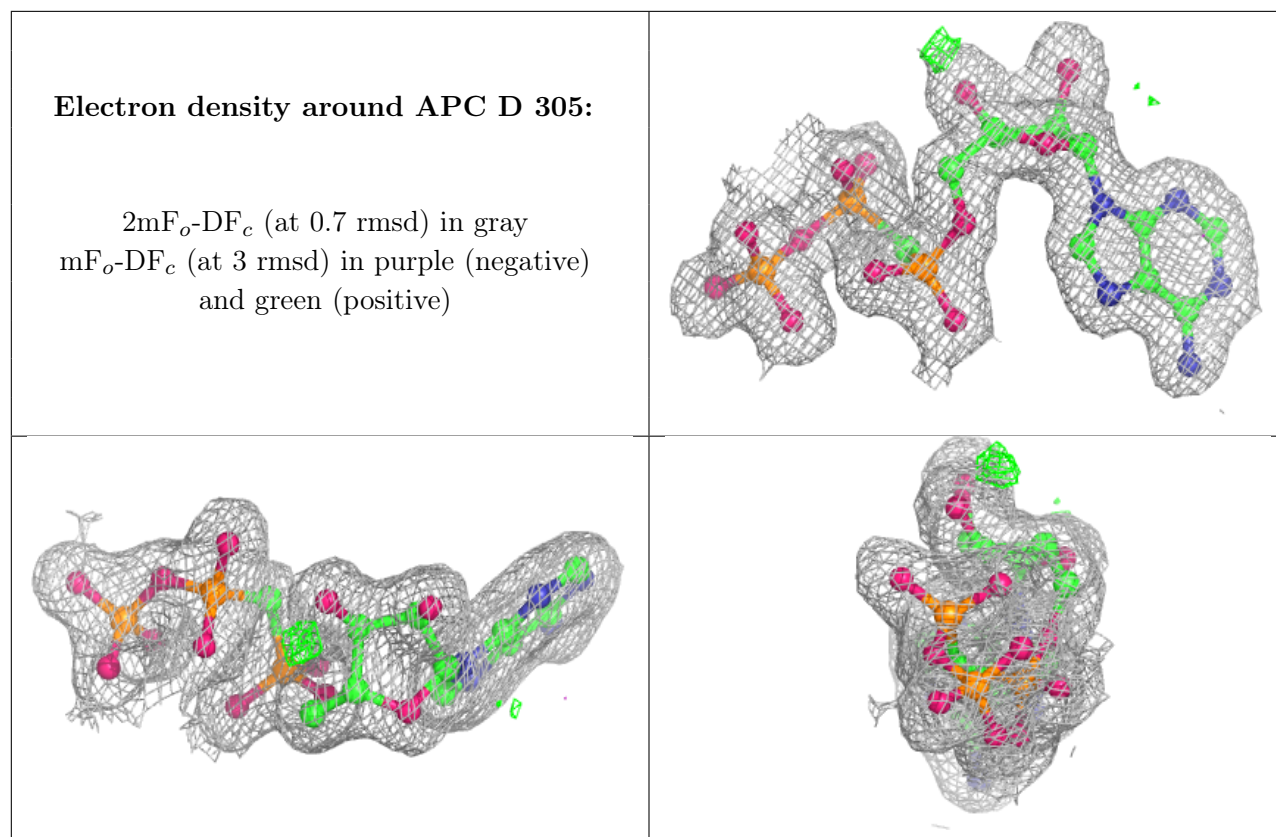 Electron density around APC D 305:
2mFₒ-DF𝒸 (at 0.7 rmsd) in gray
mFₒ-DF𝒸 (at 3 rmsd) in purple (negative)
and green (positive)